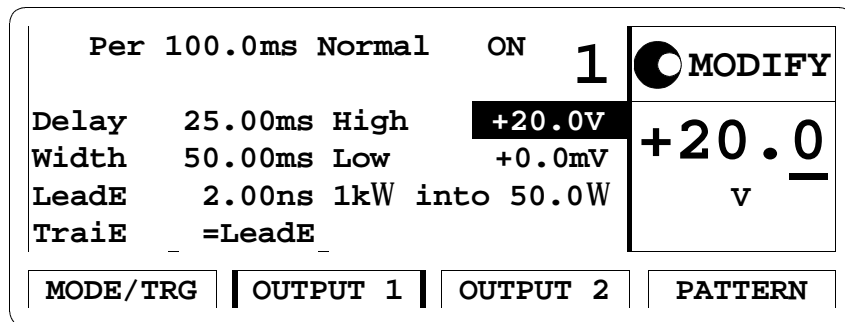 Per 100.0ms Normal ON 1 MODIFY
Delay 25.00ms High +20.0V
Width 50.00ms Low +0.0mV
+20.0
LeadE 2.00ns 1kW into 50.0W V
TraiE =LeadE
MODE/TRG OUTPUT 1 OUTPUT 2 PATTERN